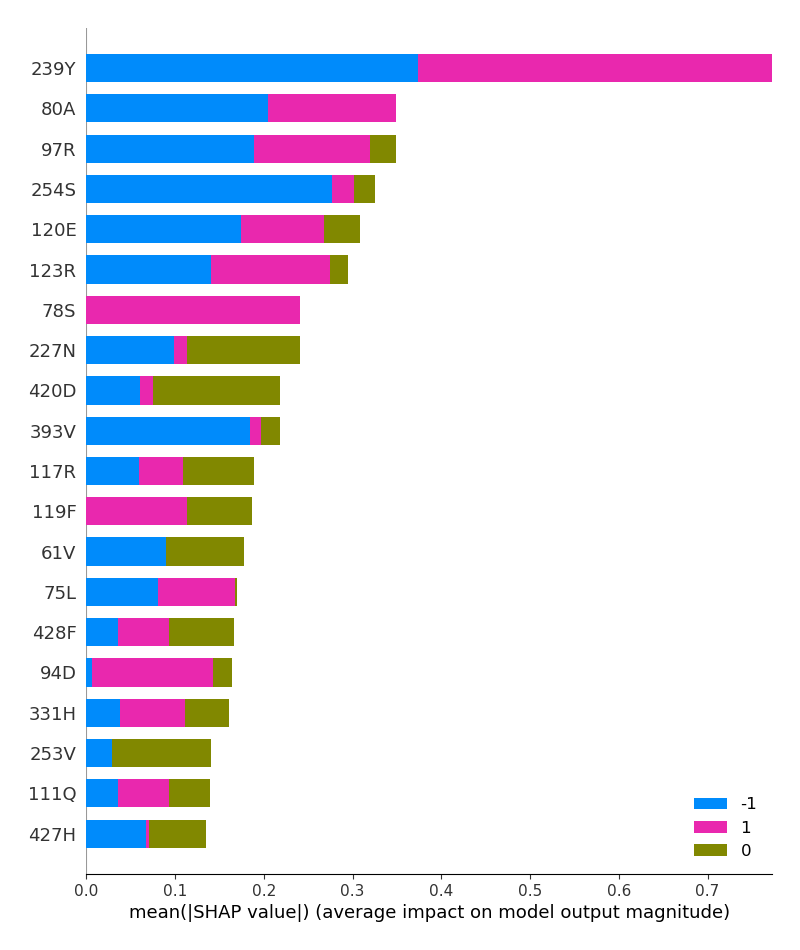 239Y
80A
97R
254S
120E
123R
78S
227N
420D
393V
117R
119F
61V
75L
428F
94D
331H
253V
111Q
427H
-1
1
0
0.0 0.1 0.2 0.3 0.4 0.5 0.6 0.7
mean(|SHAP value|) (average impact on model output magnitude)